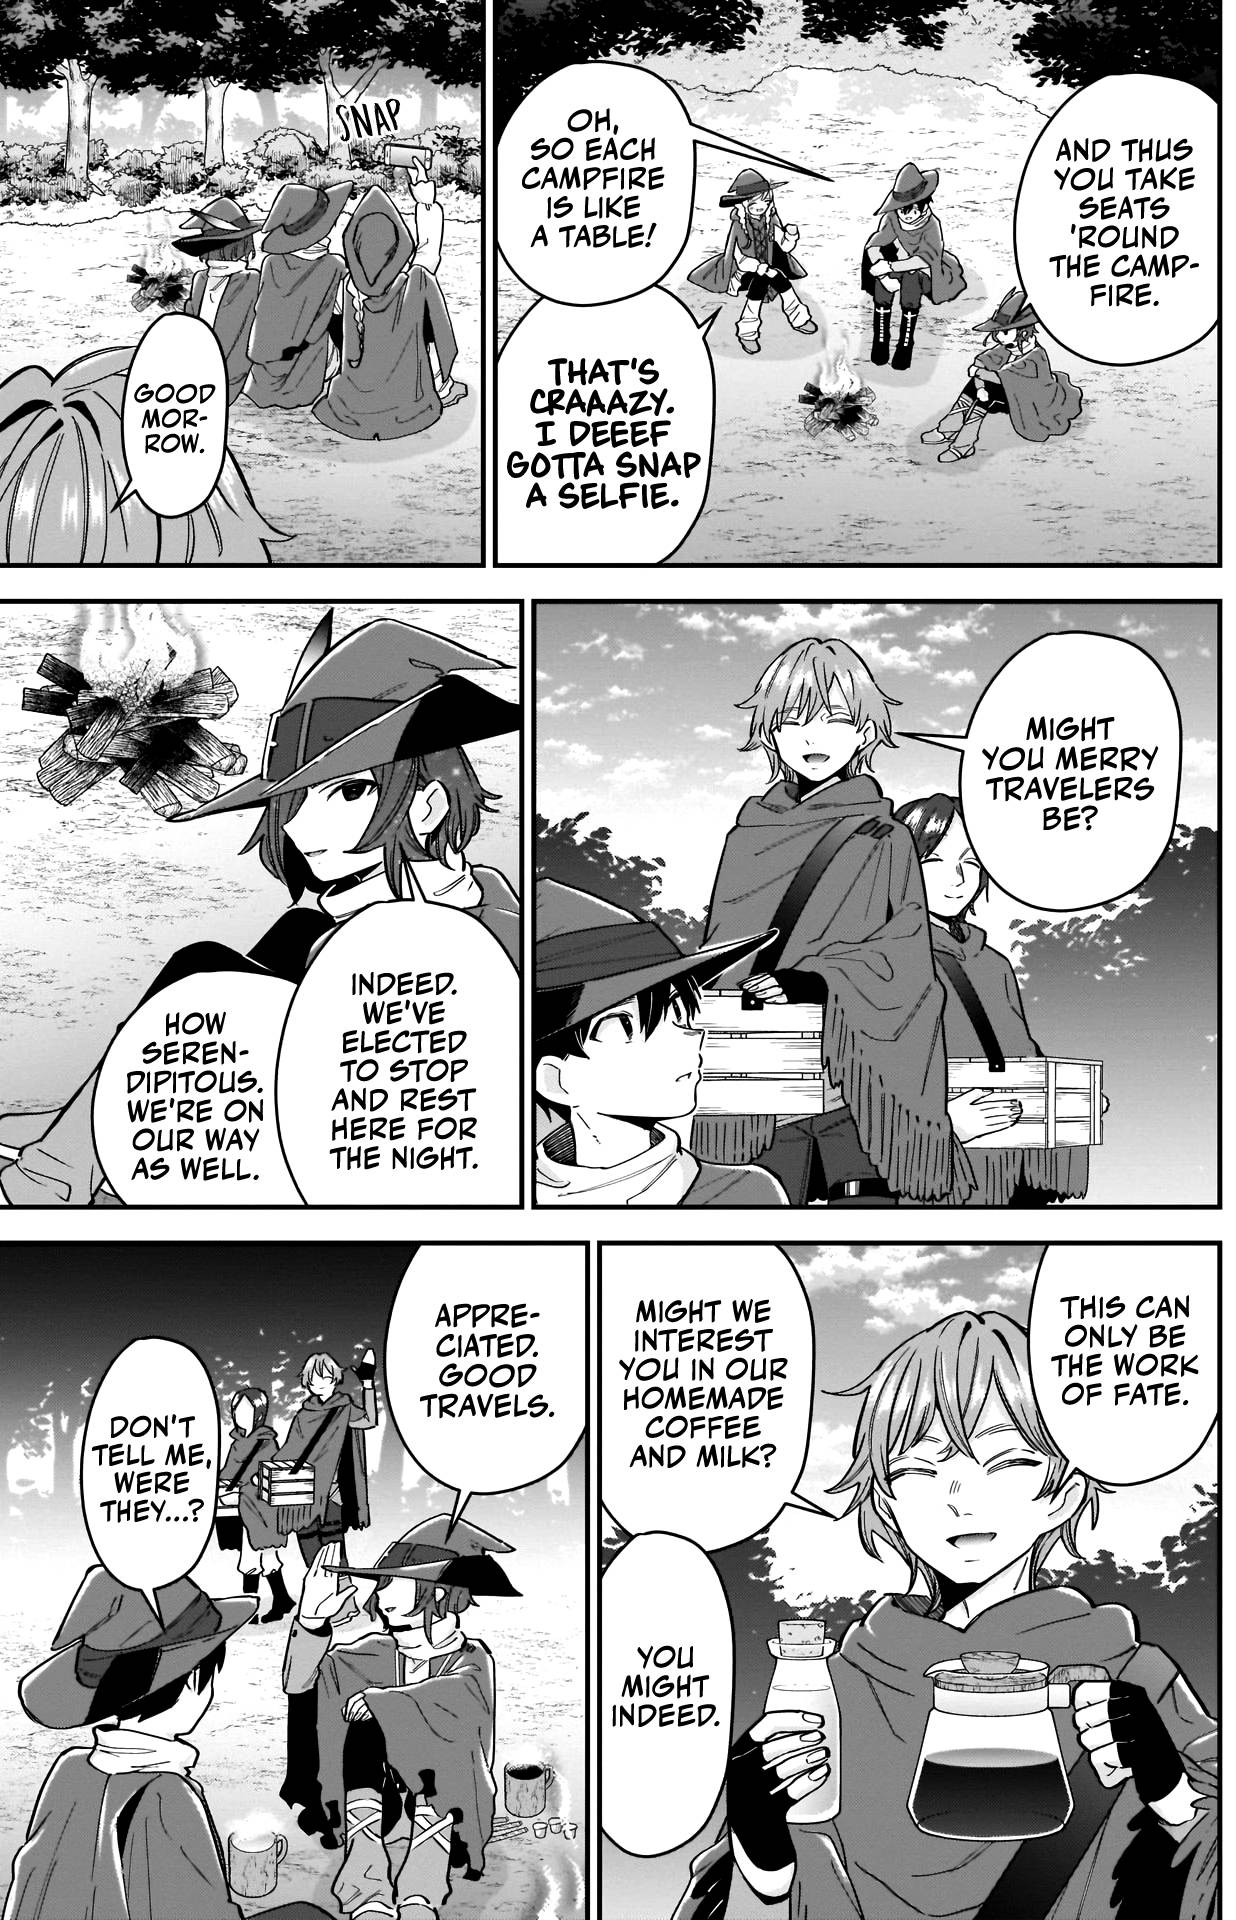 AND THUS
YOU TAKE
SEATS
'ROUND
THE CAMP-
FIRE.
OH,
SO EACH
CAMPFIRE
IS LIKE
A TABLE!
THAT'S
CRAAAZY.
I DEEEF
GOTTA SNAP
A SELFIE.
SNAP
GOOD
MOR-
ROW.
MIGHT
YOU MERRY
TRAVELERS
BE?
INDEED.
WE'VE
ELECTED
TO STOP
AND REST
HERE FOR
THE NIGHT.
HOW
SEREN-
DIPITOUS.
WE'RE ON
OUR WAY
AS WELL.
THIS CAN
ONLY BE
THE WORK
OF FATE.
MIGHT WE
INTEREST
YOU IN OUR
HOMEMADE
COFFEE
AND MILK?
YOU
MIGHT
INDEED.
APPRE-
CIATED.
GOOD
TRAVELS.
DON'T
TELL ME,
WERE
THEY...?